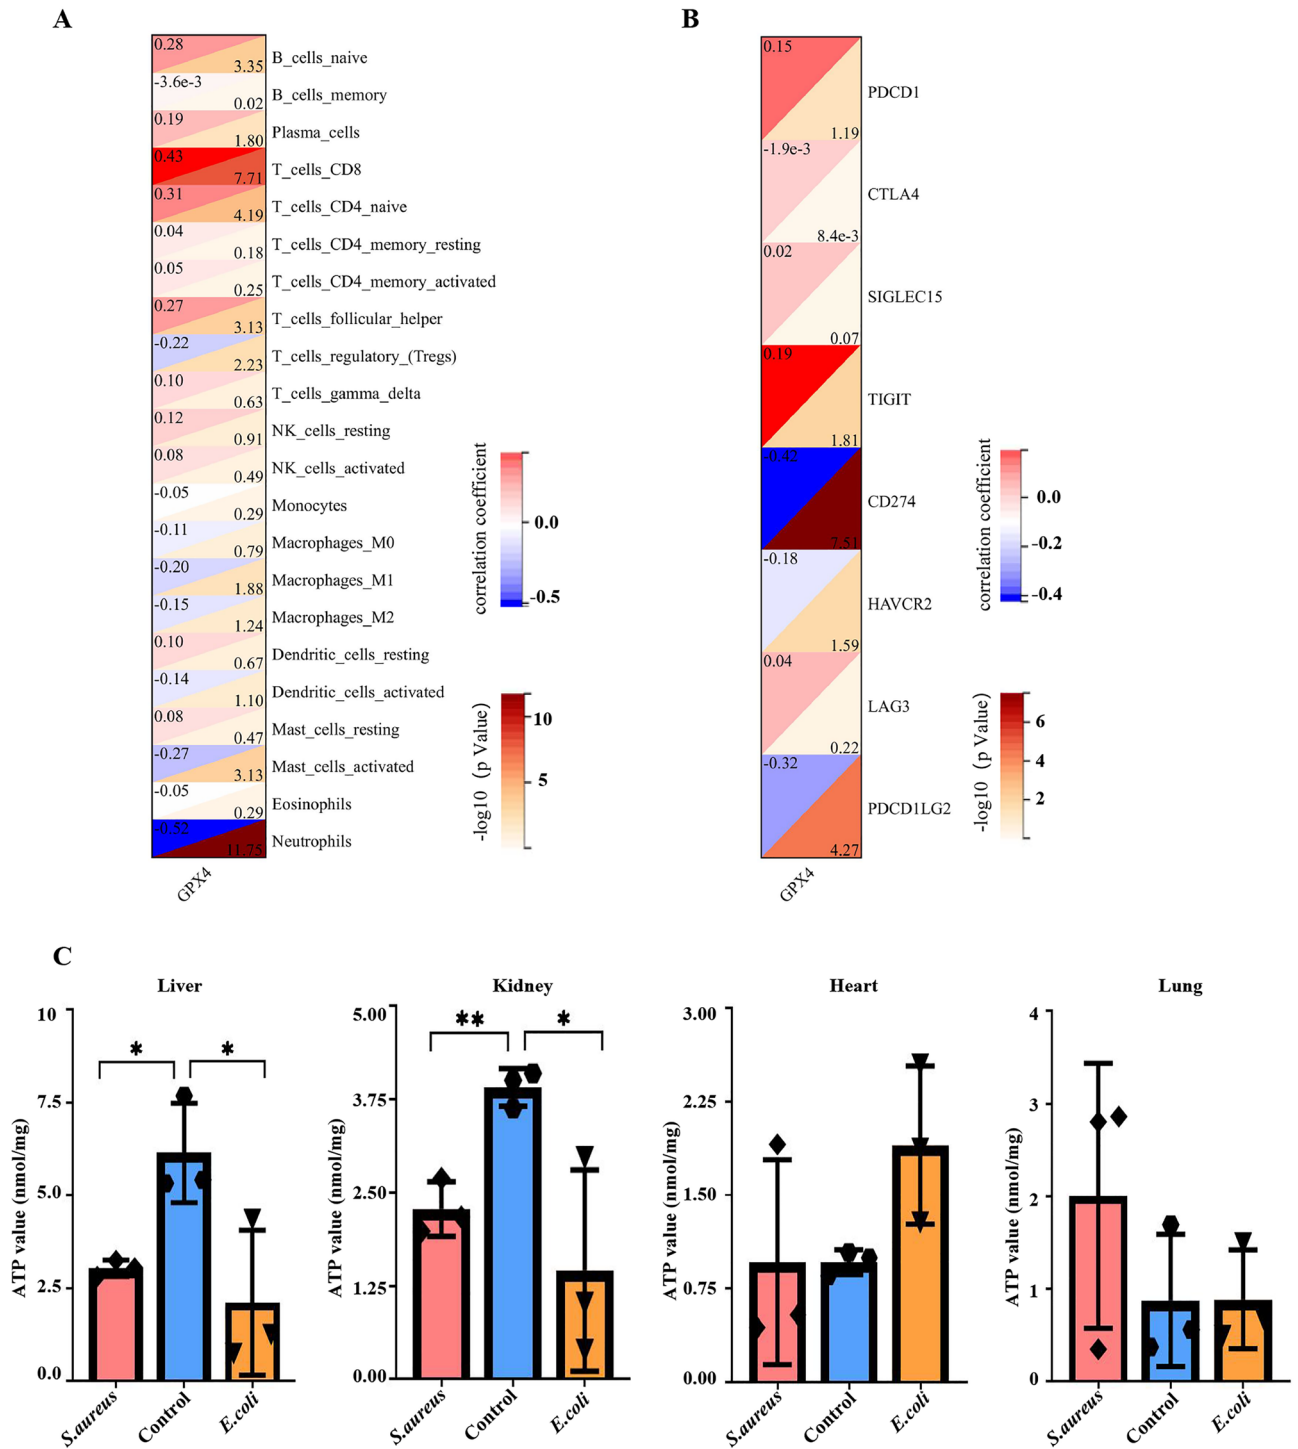 A
0.28
3.35
B_cells_naive
-3.6e-3
0.02
B_cells_memory
0.19
1.80
Plasma_cells
0.43
7.71
T_cells_CD8
0.31
4.19
T_cells_CD4_naive
0.04
0.18
T_cells_CD4_memory_resting
0.05
0.25
T_cells_CD4_memory_activated
0.27
3.13
T_cells_follicular_helper
-0.22
2.23
T_cells_regulatory_(Tregs)
0.10
0.63
T_cells_gamma_delta
0.12
0.91
NK_cells_resting
0.08
0.49
NK_cells_activated
-0.05
0.29
Monocytes
-0.11
0.79
Macrophages_M0
-0.20
1.88
Macrophages_M1
-0.15
1.24
Macrophages_M2
0.10
0.67
Dendritic_cells_resting
-0.14
1.10
Dendritic_cells_activated
0.08
0.47
Mast_cells_resting
-0.27
3.13
Mast_cells_activated
-0.05
0.29
Eosinophils
-0.52
11.75
Neutrophils
GPX4
correlation coefficient
0.0
-0.5
-log10 (p Value)
10
5
B
0.15
1.19
PDCD1
-1.9e-3
8.4e-3
CTLA4
0.02
0.07
SIGLEC15
0.19
1.81
TIGIT
-0.42
7.51
CD274
-0.18
1.59
HAVCR2
0.04
0.22
LAG3
-0.32
4.27
PDCD1LG2
GPX4
correlation coefficient
0.0
-0.2
-0.4
-log10 (p Value)
6
4
2
C
Liver
ATP value (nmol/mg)
10
7.5
5.0
2.5
0.0
*
*
S.aureus
Control
E.coli
Kidney
ATP value (nmol/mg)
5.00
3.75
2.50
1.25
0.00
**
*
S.aureus
Control
E.coli
Heart
ATP value (nmol/mg)
3.00
2.25
1.50
0.75
0.00
S.aureus
Control
E.coli
Lung
ATP value (nmol/mg)
4
3
2
1
0
S.aureus
Control
E.coli